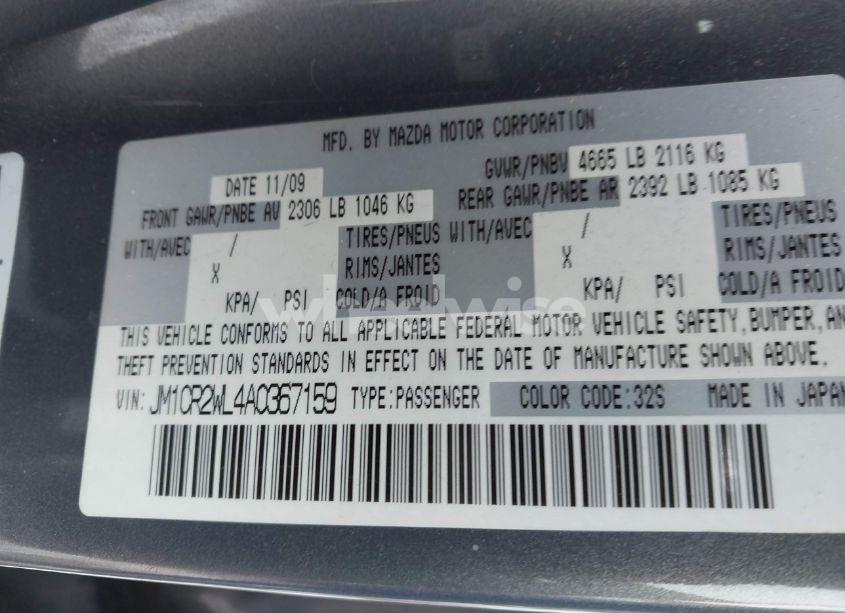 MFD. BY MAZDA MOTOR CORPORATION
DATE 11/09 GVWR/PNBV 4665 LB 2116 KG
FRONT GAWR/PNBE AV 2306 LB 1046 KG REAR GAWR/PNBE AR 2392 LB 1085 KG
WITH/AVEC / TIRES/PNEUS WITH/AVEC / TIRES/PNEUS
X RIMS/JANTES X RIMS/JANTES
KPA/ PSI COLD/A FROID KPA/ PSI COLD/A FROID
wheelwise
THIS VEHICLE CONFORMS TO ALL APPLICABLE FEDERAL MOTOR VEHICLE SAFETY,BUMPER,AN
THEFT PREVENTION STANDARDS IN EFFECT ON THE DATE OF MANUFACTURE SHOWN ABOVE.
VIN: JM1CR2WL4A0367159 TYPE:PASSENGER COLOR CODE:32S MADE IN JAPAN